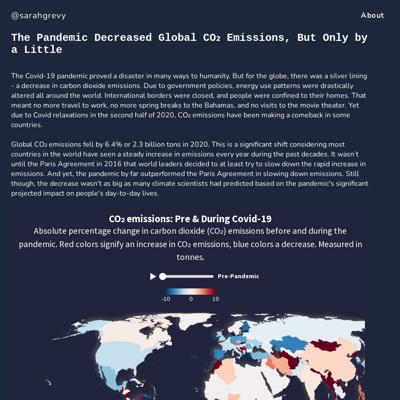 @sarahgrevy
About
The Pandemic Decreased Global CO₂ Emissions, But Only by
a Little
The Covid-19 pandemic proved a disaster in many ways to humanity. But for the globe, there was a silver lining
- a decrease in carbon dioxide emissions. Due to government policies, energy use patterns were drastically
altered all around the world. International borders were closed, and people were confined to their homes. That
meant no more travel to work, no more spring breaks to the Bahamas, and no visits to the movie theater. Yet
due to Covid relaxations in the second half of 2020, CO₂ emissions have been making a comeback in some
countries.
Global CO₂ emissions fell by 6.4% or 2.3 billion tons in 2020. This is a significant shift considering most
countries in the world have seen a steady increase in emissions every year during the past decades. It wasn't
until the Paris Agreement in 2016 that world leaders decided to at least try to slow down the rapid increase in
emissions. And yet, the pandemic by far outperformed the Paris Agreement in slowing down emissions. Still
though, the decrease wasn't as big as many climate scientists had predicted based on the pandemic's significant
projected impact on people's day-to-day lives.
CO₂ emissions: Pre & During Covid-19
Absolute percentage change in carbon dioxide (CO₂) emissions before and during the
pandemic. Red colors signify an increase in CO₂ emissions, blue colors a decrease. Measured in
tonnes.
Pre-Pandemic
-10 0 10